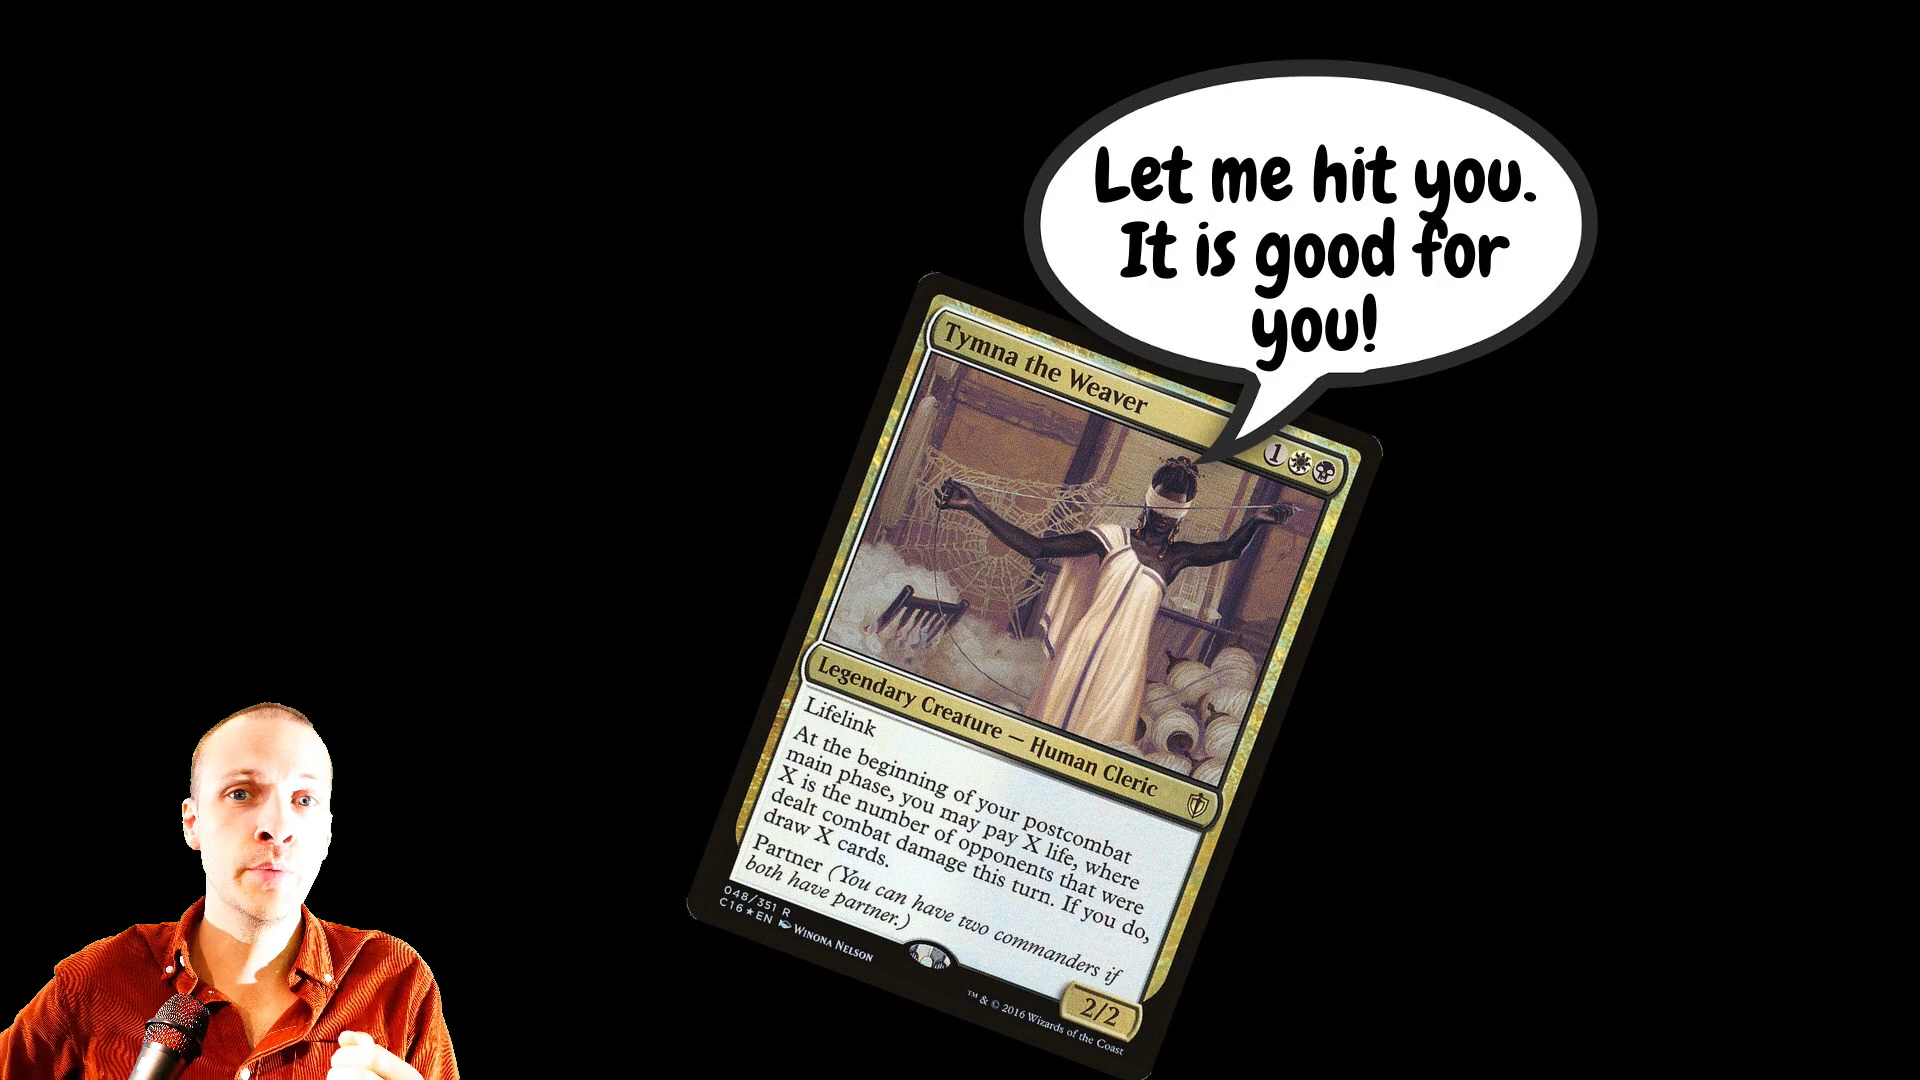 Let me hit you.
It is good for
you!
Tymna the Weaver
1
Legendary Creature — Human Cleric
Lifelink
At the beginning of your postcombat
main phase, you may pay X life, where
X is the number of opponents that were
dealt combat damage this turn. If you do,
draw X cards.
Partner (You can have two commanders if
both have partner.)
048/351 R
C16★EN Winona Nelson
™ & © 2016 Wizards of the Coast
2/2